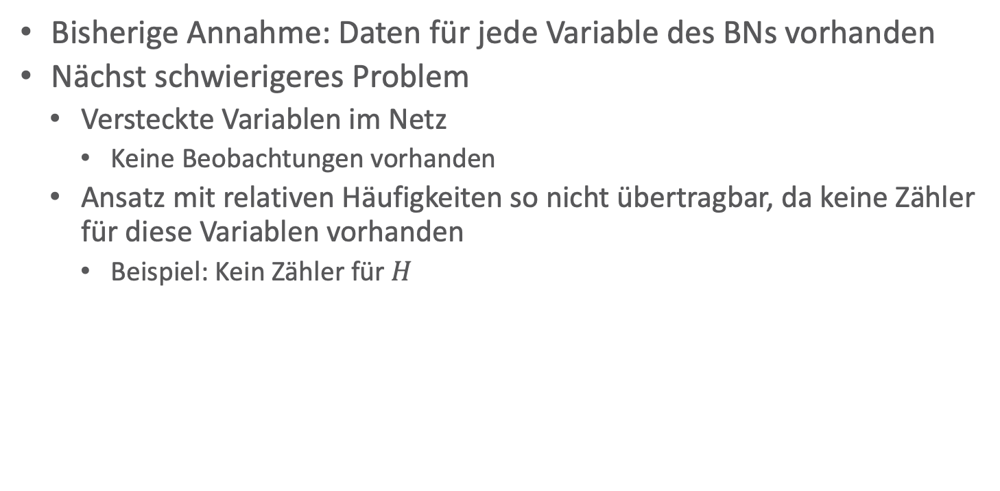 • Bisherige Annahme: Daten für jede Variable des BNs vorhanden
• Nächst schwierigeres Problem
• Versteckte Variablen im Netz
• Keine Beobachtungen vorhanden
• Ansatz mit relativen Häufigkeiten so nicht übertragbar, da keine Zähler
für diese Variablen vorhanden
• Beispiel: Kein Zähler für H